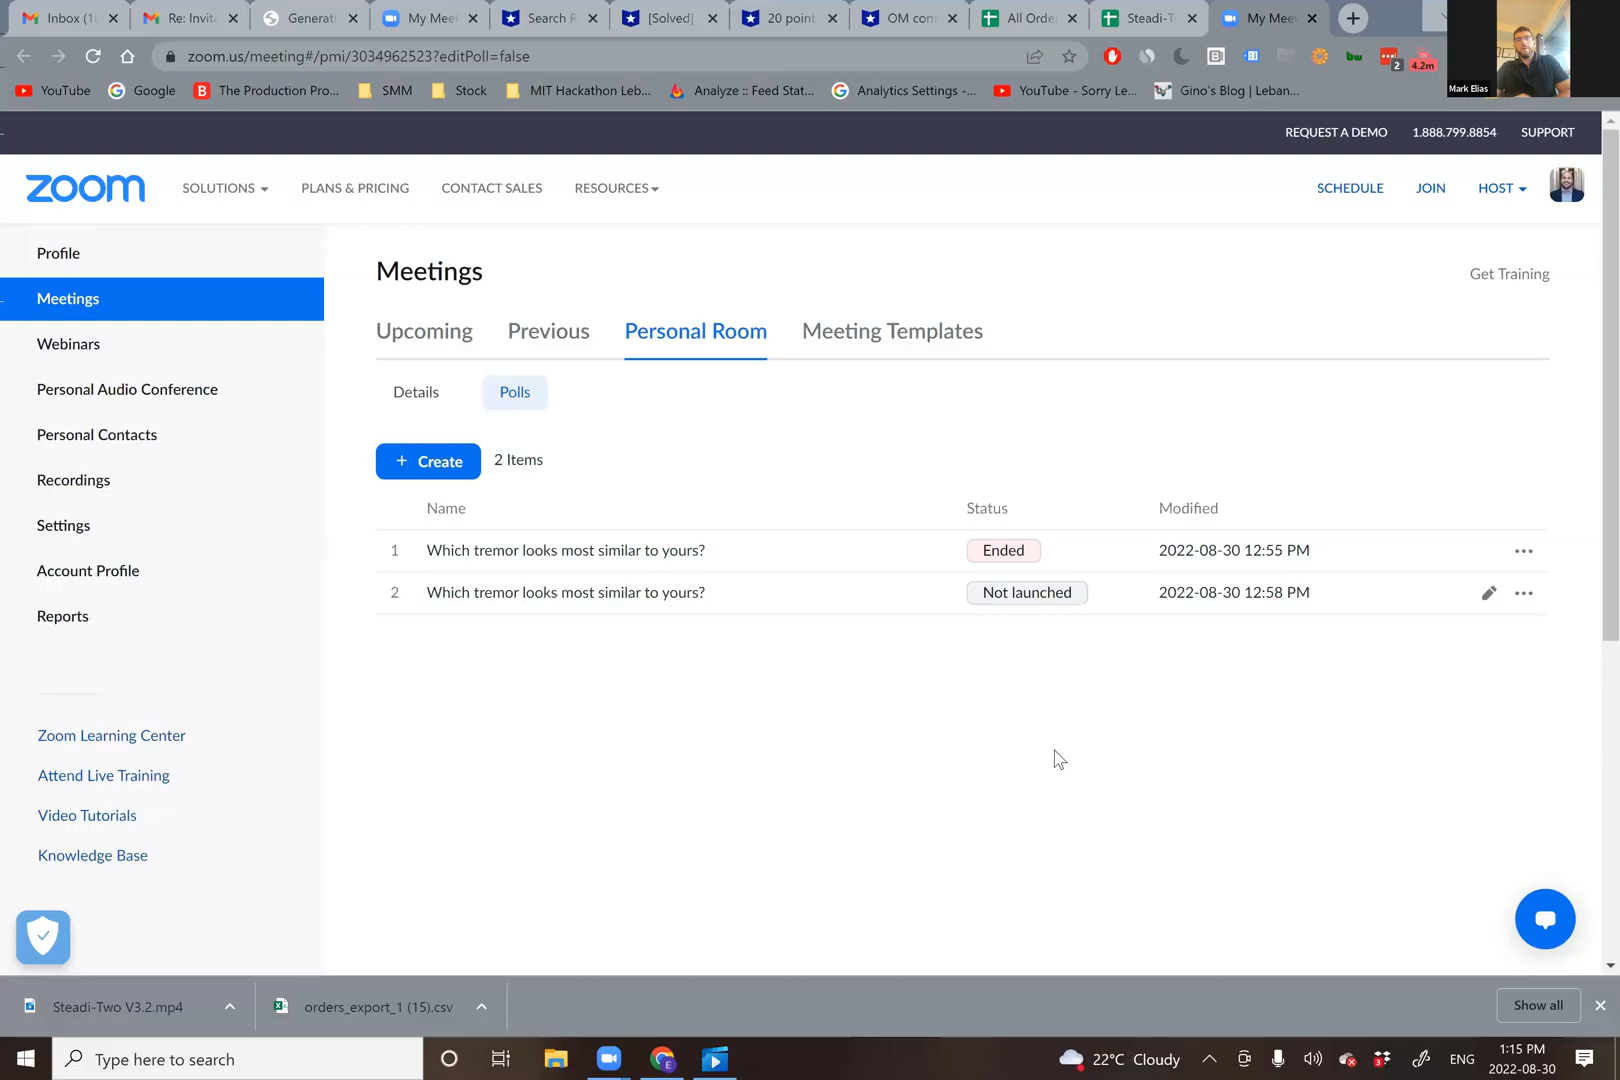 Inbox (1
Re: Invit
Generati
My Meet
Search R
[Solved]
20 point
OM com
All Orde
Steadi-T
My Mee
zoom.us/meeting#/pmi/3034962523?editPoll=false
2
4.2m
Mark Elias
YouTube
Google
The Production Pro...
SMM
Stock
MIT Hackathon Leb...
Analyze :: Feed Stat...
Analytics Settings -...
YouTube - Sorry Le...
Gino's Blog | Leban...
REQUEST A DEMO
1.888.799.8854
SUPPORT
zoom
SOLUTIONS
PLANS & PRICING
CONTACT SALES
RESOURCES
SCHEDULE
JOIN
HOST
Profile
Meetings
Webinars
Personal Audio Conference
Personal Contacts
Recordings
Settings
Account Profile
Reports
Zoom Learning Center
Attend Live Training
Video Tutorials
Knowledge Base
Meetings
Get Training
Upcoming
Previous
Personal Room
Meeting Templates
Details
Polls
+ Create
2 Items
Name Status Modified
1 Which tremor looks most similar to yours? Ended 2022-08-30 12:55 PM
2 Which tremor looks most similar to yours? Not launched 2022-08-30 12:58 PM
Steadi-Two V3.2.mp4
orders_export_1 (15).csv
Show all
Type here to search
22°C Cloudy
ENG
1:15 PM
2022-08-30